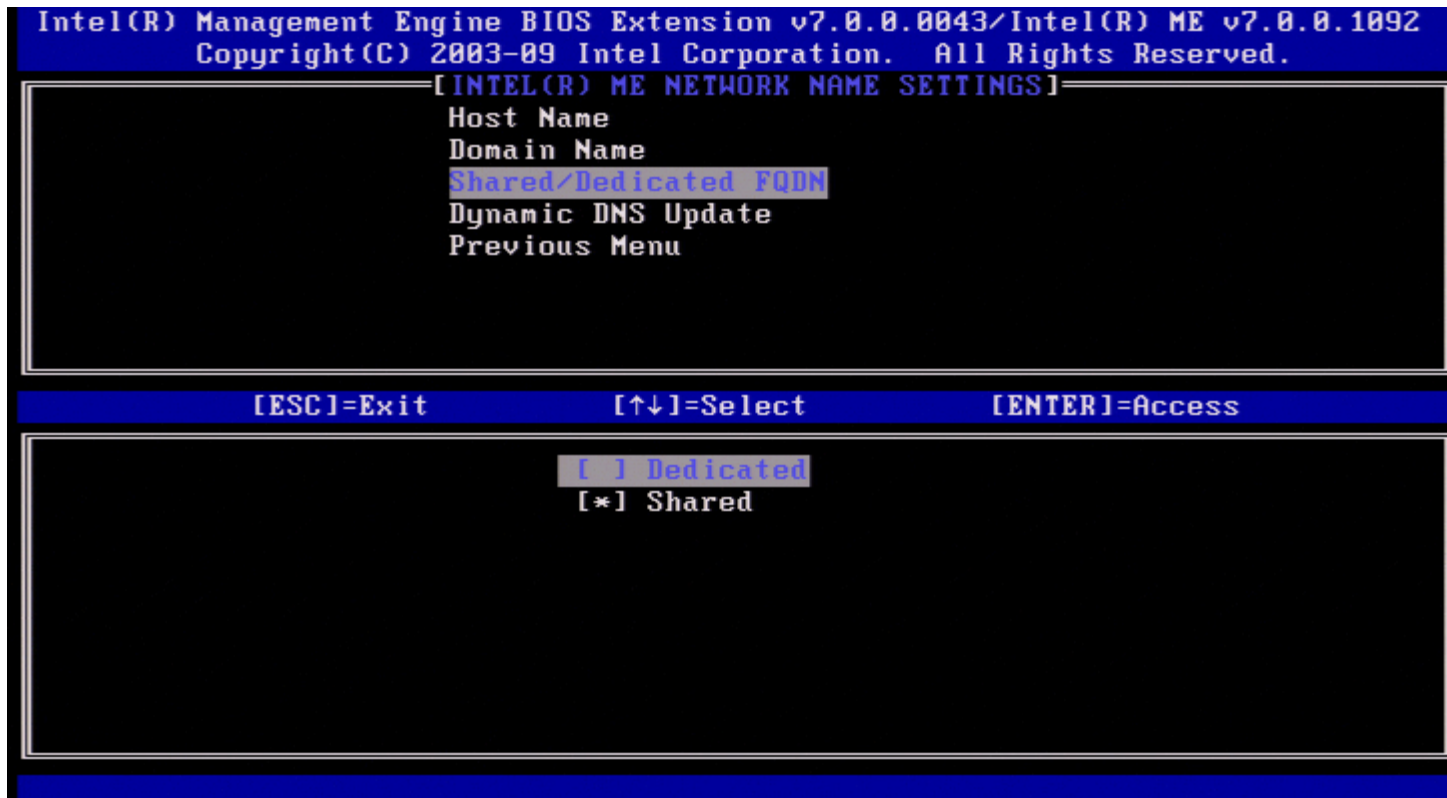 Intel(R) Management Engine BIOS Extension v7.0.0.0043/Intel(R) ME v7.0.0.1092
Copyright(C) 2003-09 Intel Corporation. All Rights Reserved.
[INTEL(R) ME NETWORK NAME SETTINGS]
Host Name
Domain Name
Shared/Dedicated FQDN
Dynamic DNS Update
Previous Menu
[ESC]=Exit [↑↓]=Select [ENTER]=Access
[ ] Dedicated
[*] Shared